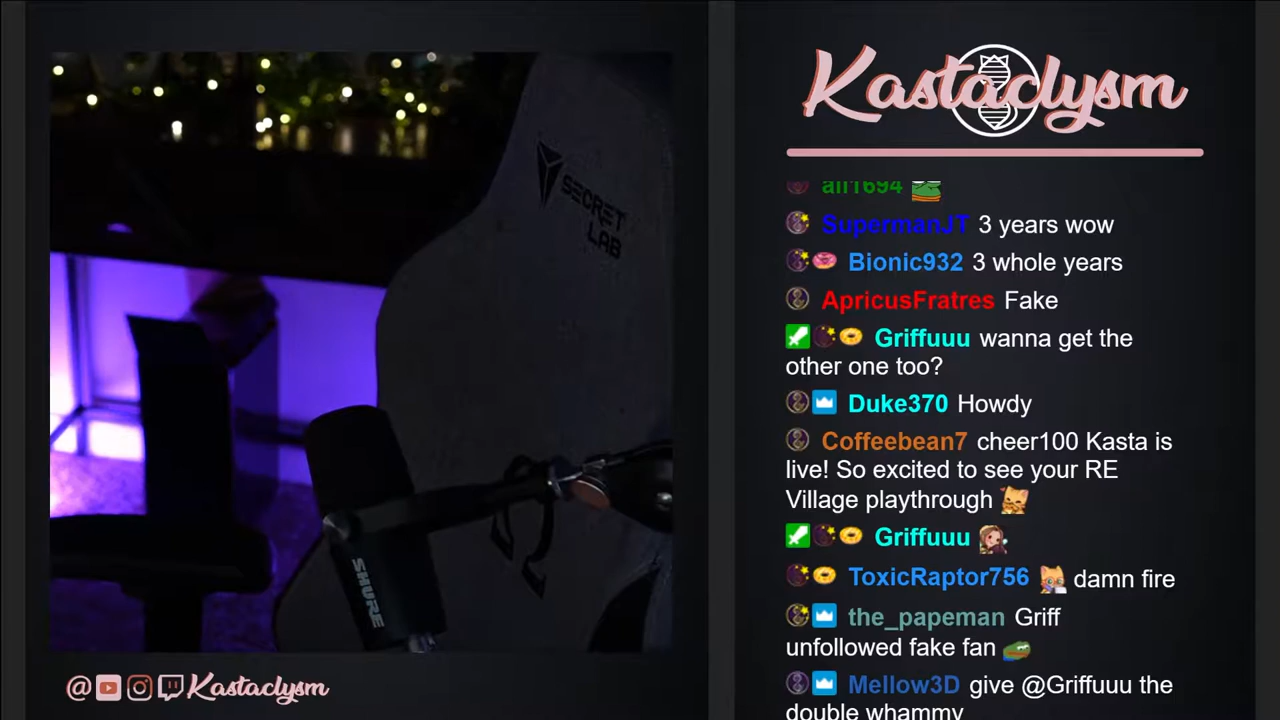 SECRET
LAB
SHURE
@ Kastaclysm
Kastaclysm
ali1694
SupermanJT 3 years wow
Bionic932 3 whole years
ApricusFratres Fake
Griffuuu wanna get the
other one too?
Duke370 Howdy
Coffeebean7 cheer100 Kasta is
live! So excited to see your RE
Village playthrough
Griffuuu
ToxicRaptor756 damn fire
the_papeman Griff
unfollowed fake fan
Mellow3D give @Griffuuu the
double whammy